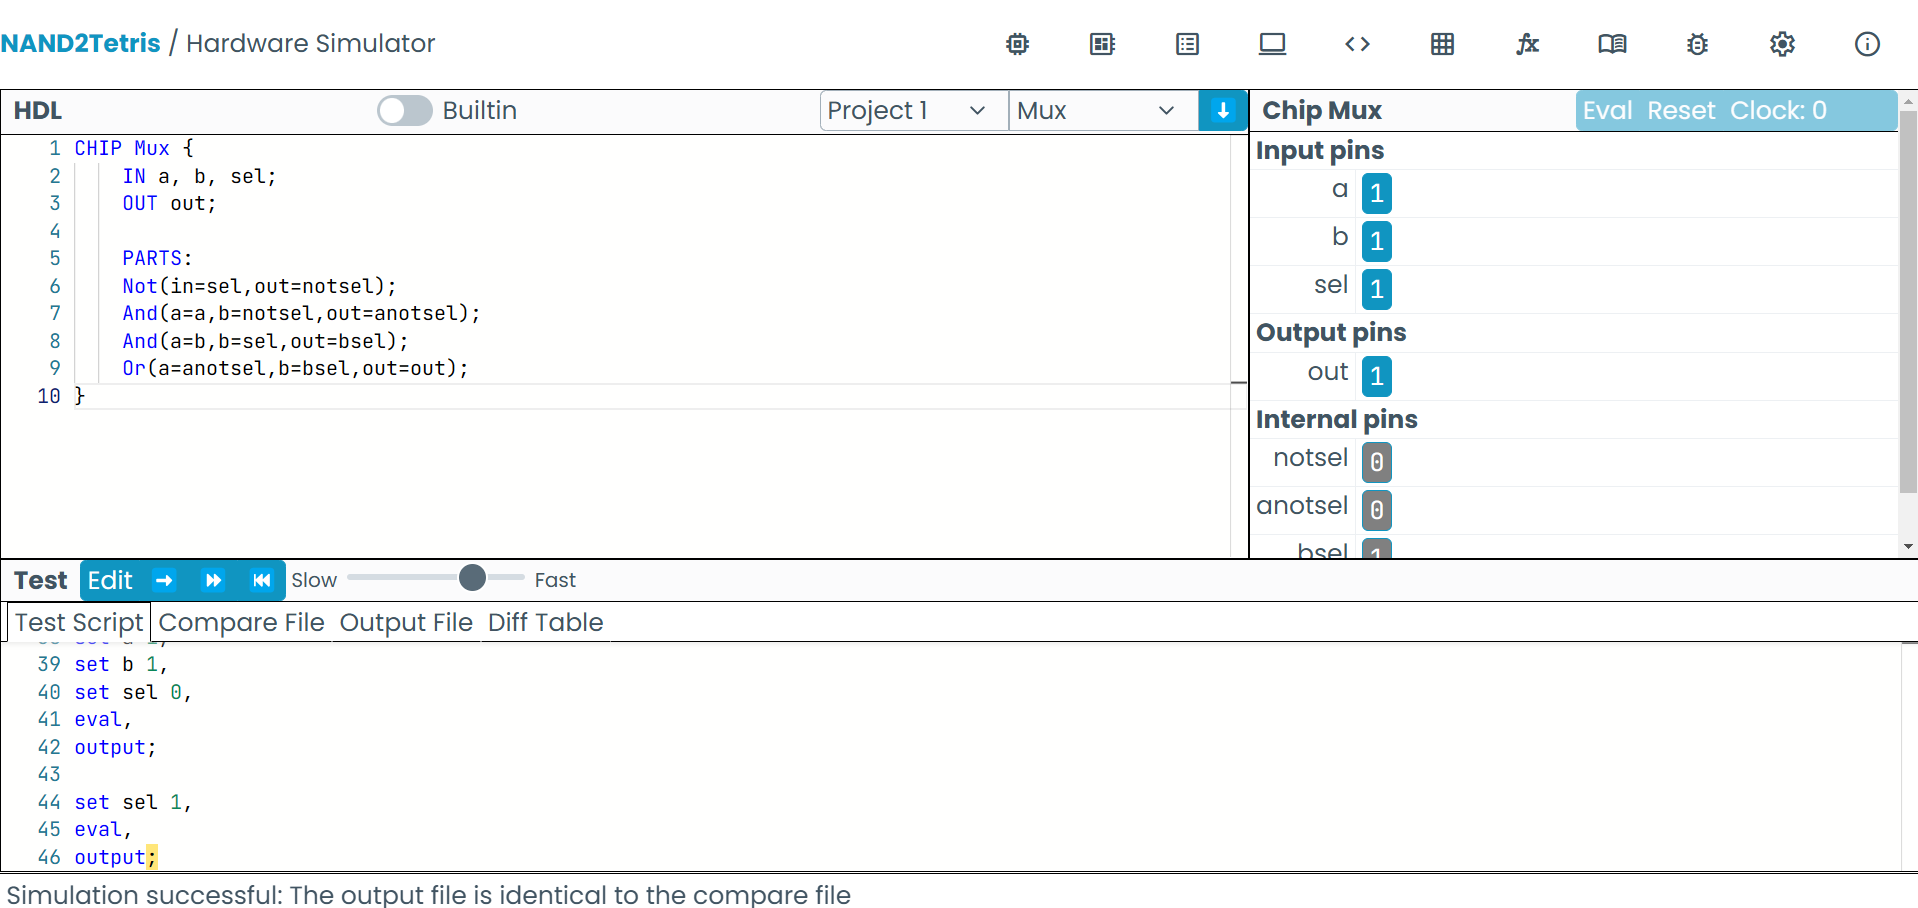 NAND2Tetris / Hardware Simulator
HDL
Builtin
Project 1
Mux
1 CHIP Mux {
2 IN a, b, sel;
3 OUT out;
4
5 PARTS:
6 Not(in=sel,out=notsel);
7 And(a=a,b=notsel,out=anotsel);
8 And(a=b,b=sel,out=bsel);
9 Or(a=anotsel,b=bsel,out=out);
10 }
Chip Mux
Eval Reset Clock: 0
Input pins
a 1
b 1
sel 1
Output pins
out 1
Internal pins
notsel 0
anotsel 0
bsel 1
Test Edit Slow Fast
Test Script Compare File Output File Diff Table
39 set b 1,
40 set sel 0,
41 eval,
42 output;
43
44 set sel 1,
45 eval,
46 output;
Simulation successful: The output file is identical to the compare file